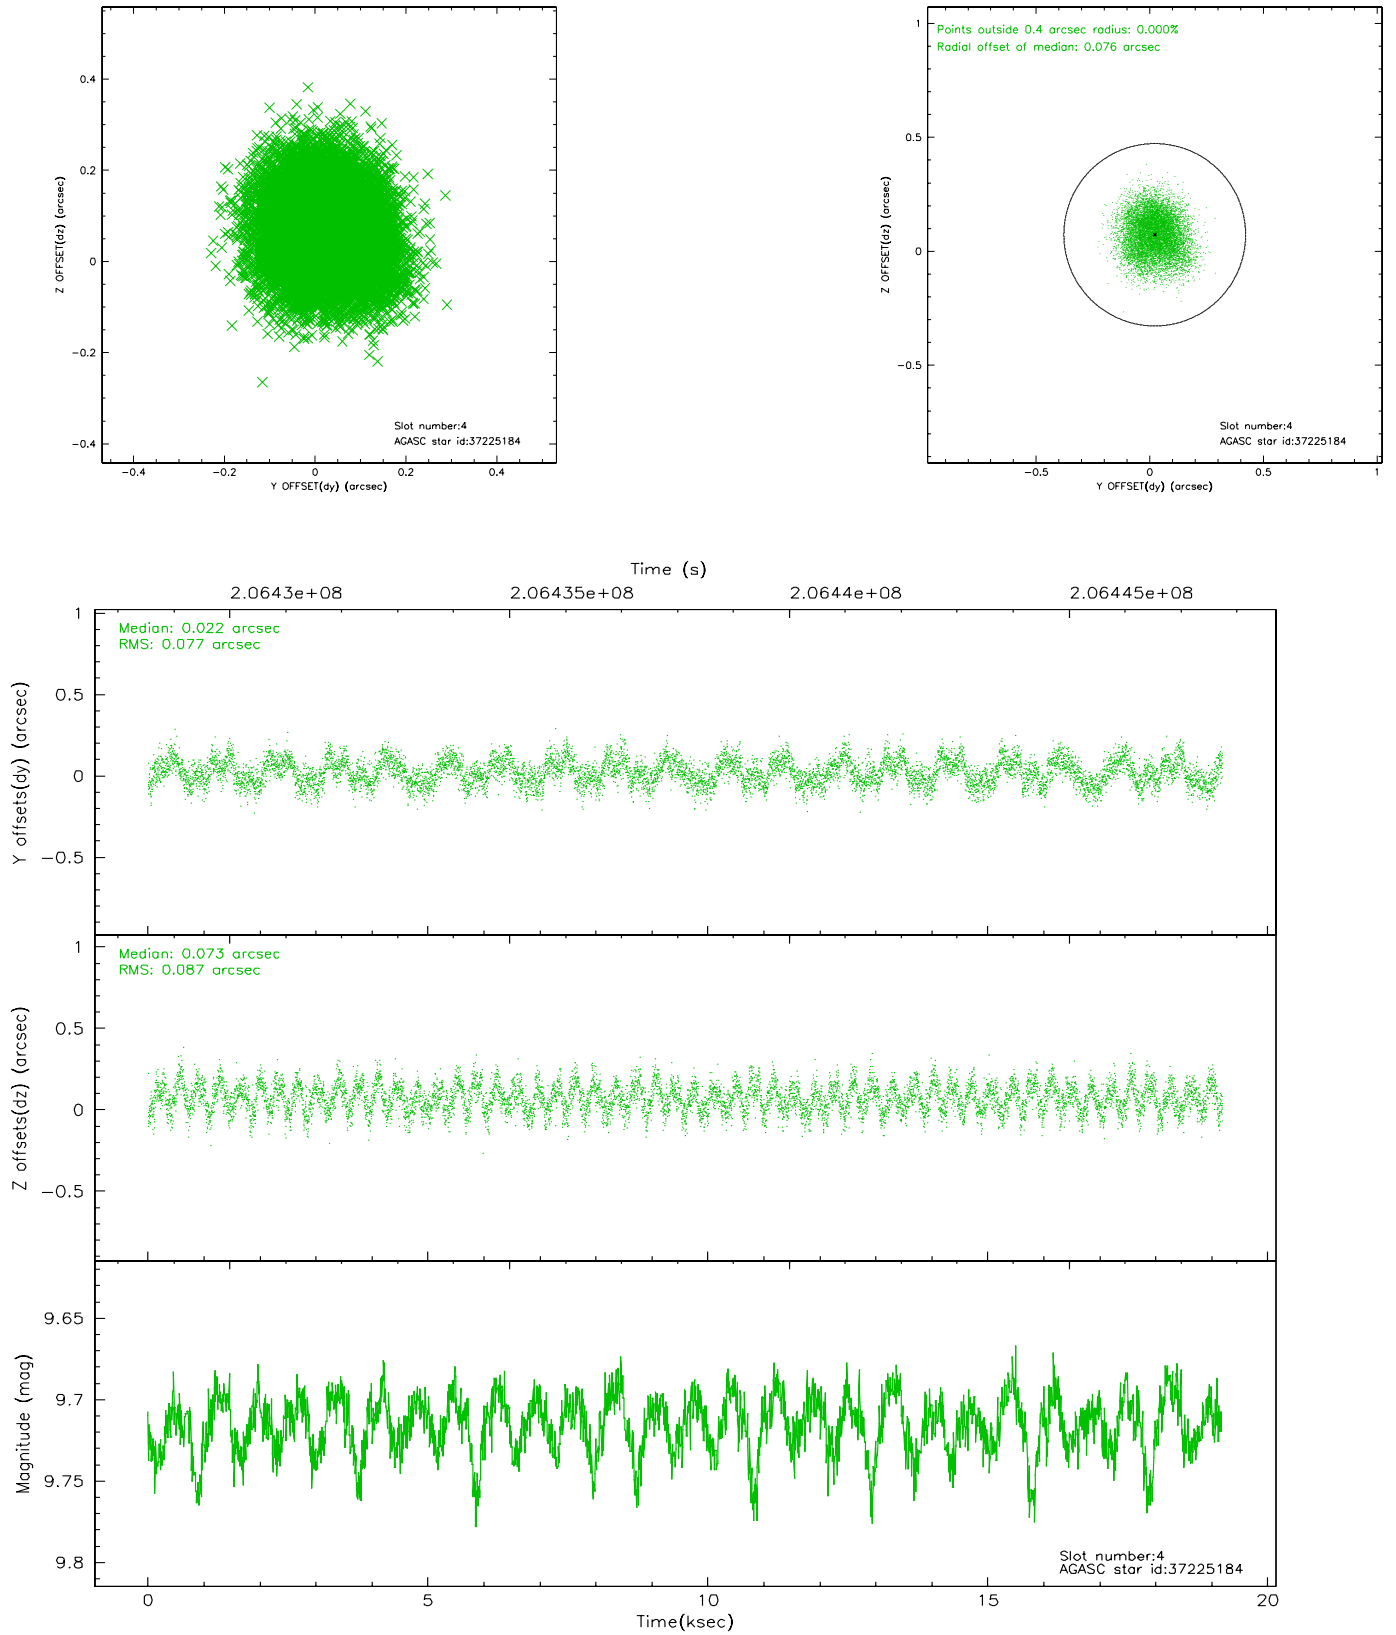 0.4
0.2
0
−0.2
−0.4
Z OFFSET(dz) (arcsec)
Slot number:4
AGASC star id:37225184
−0.4
−0.2
0
0.2
0.4
Y OFFSET(dy) (arcsec)
Points outside 0.4 arcsec radius: 0.000%
Radial offset of median: 0.076 arcsec
1
0.5
0
−0.5
Z OFFSET(dz) (arcsec)
Slot number:4
AGASC star id:37225184
−0.5
0
0.5
1
Y OFFSET(dy) (arcsec)
Time (s)
2.0643e+08
2.06435e+08
2.0644e+08
2.06445e+08
Median: 0.022 arcsec
RMS: 0.077 arcsec
1
0.5
0
−0.5
Y offsets(dy) (arcsec)
Median: 0.073 arcsec
RMS: 0.087 arcsec
1
0.5
0
−0.5
Z offsets(dz) (arcsec)
9.65
9.7
9.75
9.8
Magnitude (mag)
Slot number:4
AGASC star id:37225184
0
5
10
15
20
Time(ksec)